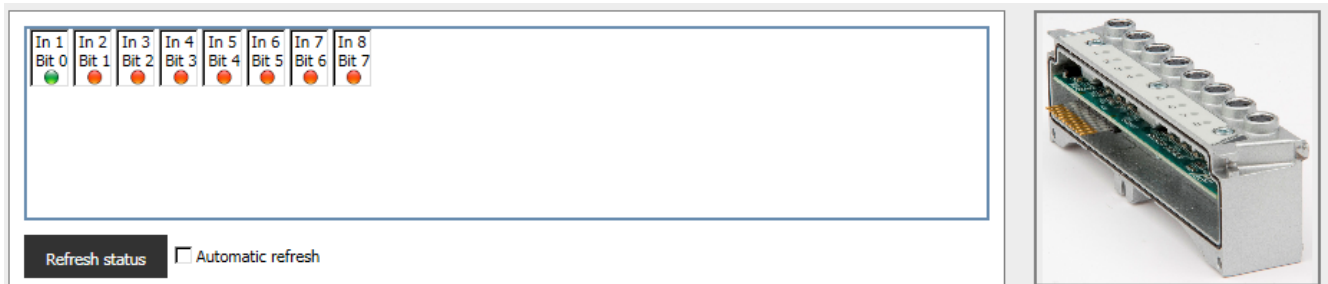 In 1 In 2 In 3 In 4 In 5 In 6 In 7 In 8
Bit 0 Bit 1 Bit 2 Bit 3 Bit 4 Bit 5 Bit 6 Bit 7
Refresh status Automatic refresh